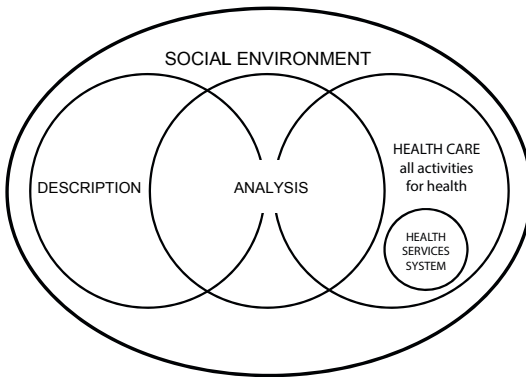 SOCIAL ENVIRONMENT
DESCRIPTION
ANALYSIS
HEALTH CARE
all activities
for health
HEALTH
SERVICES
SYSTEM